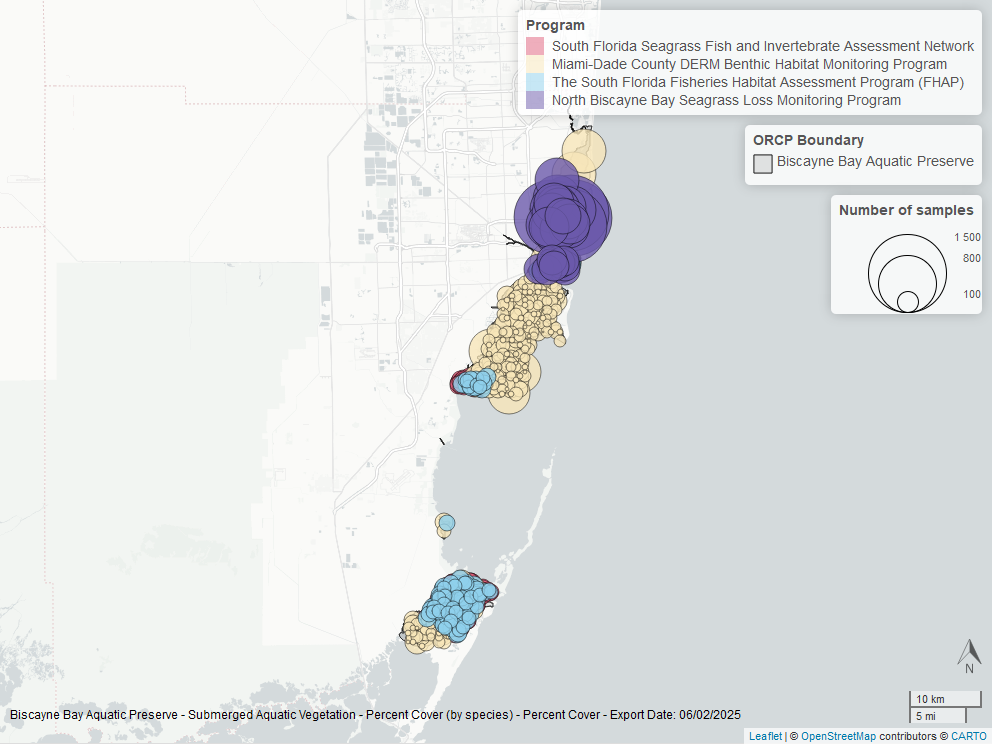 Program
South Florida Seagrass Fish and Invertebrate Assessment Network
Miami-Dade County DERM Benthic Habitat Monitoring Program
The South Florida Fisheries Habitat Assessment Program (FHAP)
North Biscayne Bay Seagrass Loss Monitoring Program
ORCP Boundary
Biscayne Bay Aquatic Preserve
Number of samples
1 500
800
100
N
10 km
5 mi
Biscayne Bay Aquatic Preserve - Submerged Aquatic Vegetation - Percent Cover (by species) - Percent Cover - Export Date: 06/02/2025
Leaflet | © OpenStreetMap contributors © CARTO